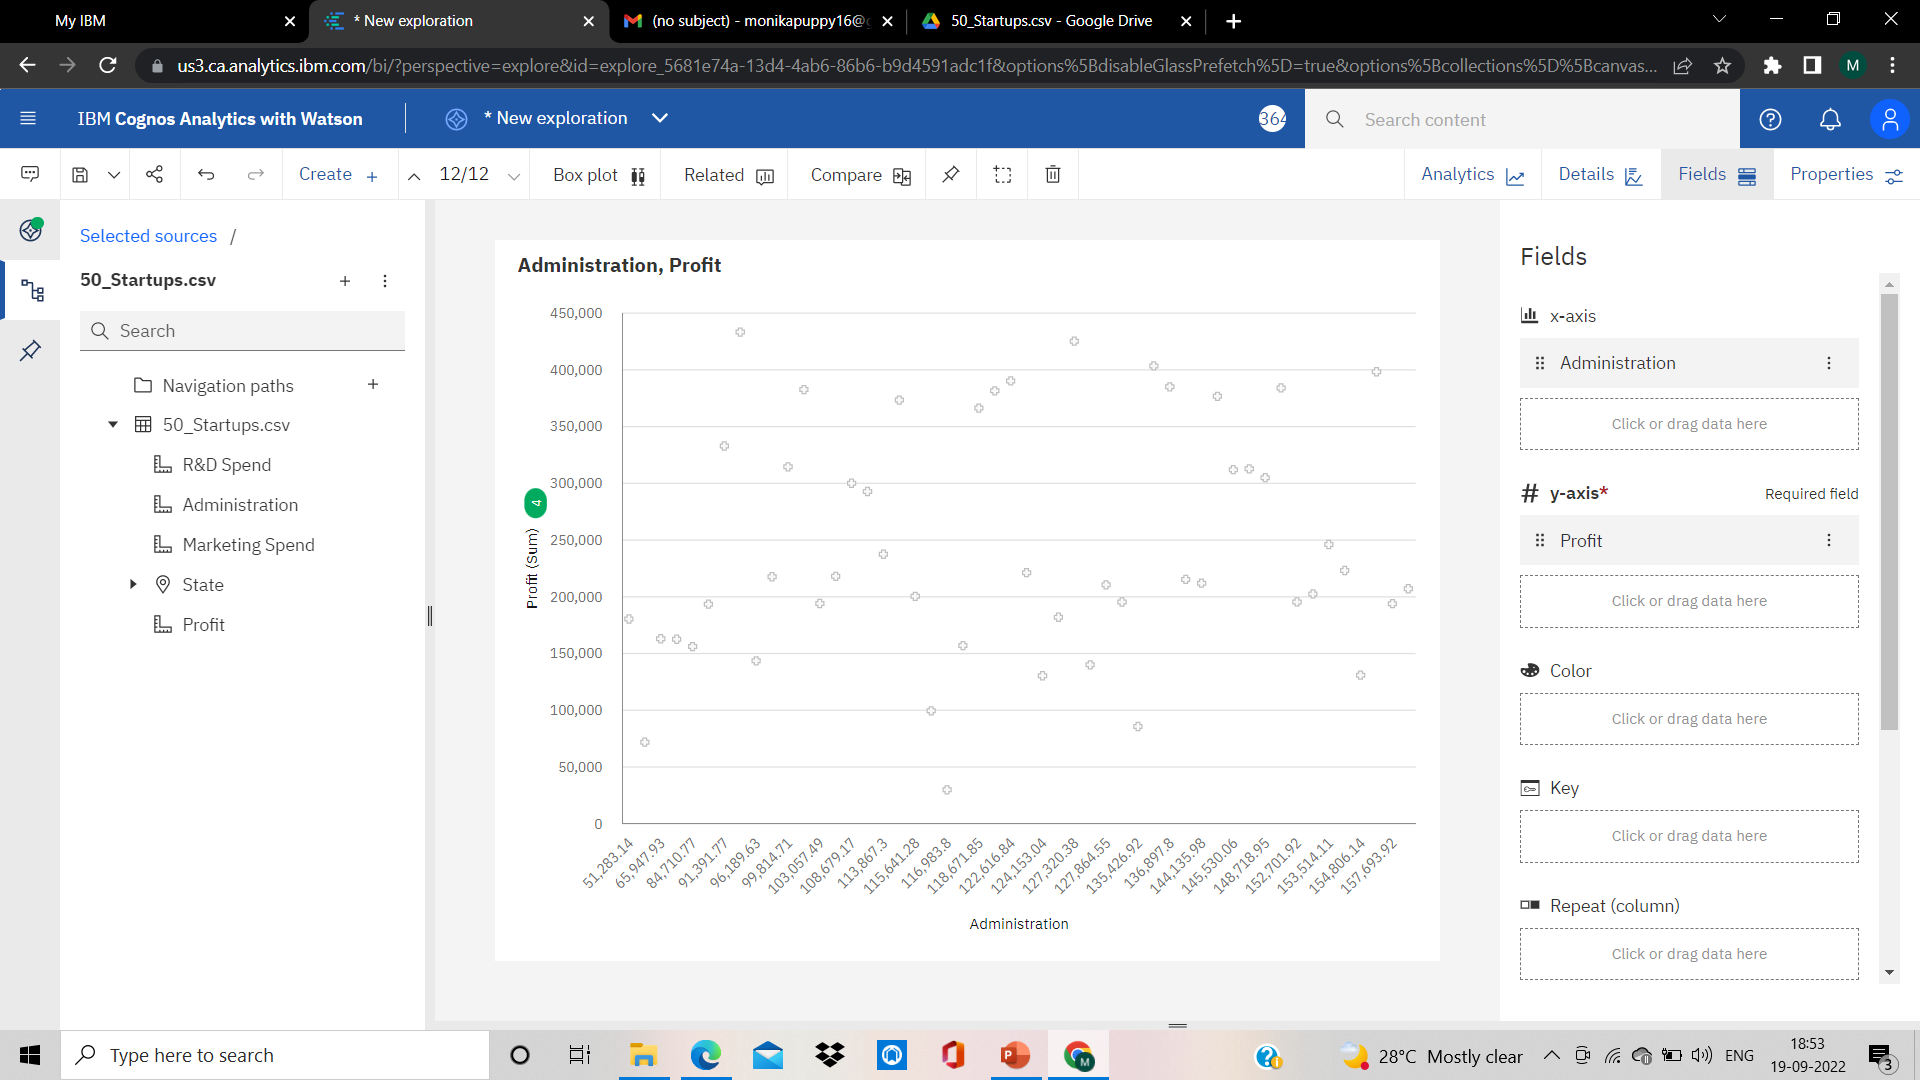 My IBM
* New exploration
(no subject) - monikapuppy16@
50_Startups.csv - Google Drive
us3.ca.analytics.ibm.com/bi/?perspective=explore&id=explore_5681e74a-13d4-4ab6-86b6-b9d4591adc1f&options%5BdisableGlassPrefetch%5D=true&options%5Bcollections%5D%5Bcanvas...
M
IBM Cognos Analytics with Watson
* New exploration
364
Search content
Create
12/12
Box plot
Related
Compare
Analytics
Details
Fields
Properties
Selected sources /
50_Startups.csv
Search
Navigation paths
50_Startups.csv
R&D Spend
Administration
Marketing Spend
State
Profit
Administration, Profit
450,000
400,000
350,000
300,000
250,000
200,000
150,000
100,000
50,000
0
4
Profit (Sum)
51,283.14
65,947.93
84,710.77
91,391.77
96,189.63
99,814.71
103,057.49
108,679.17
113,867.3
115,641.28
116,983.8
118,671.85
122,616.84
124,153.04
127,320.38
127,864.55
135,426.92
136,897.8
144,135.98
145,530.06
148,718.95
152,701.92
153,514.11
154,806.14
157,693.92
Administration
Fields
x-axis
Administration
Click or drag data here
y-axis*
Required field
Profit
Click or drag data here
Color
Click or drag data here
Key
Click or drag data here
Repeat (column)
Click or drag data here
Type here to search
28°C Mostly clear
ENG
18:53
19-09-2022
3